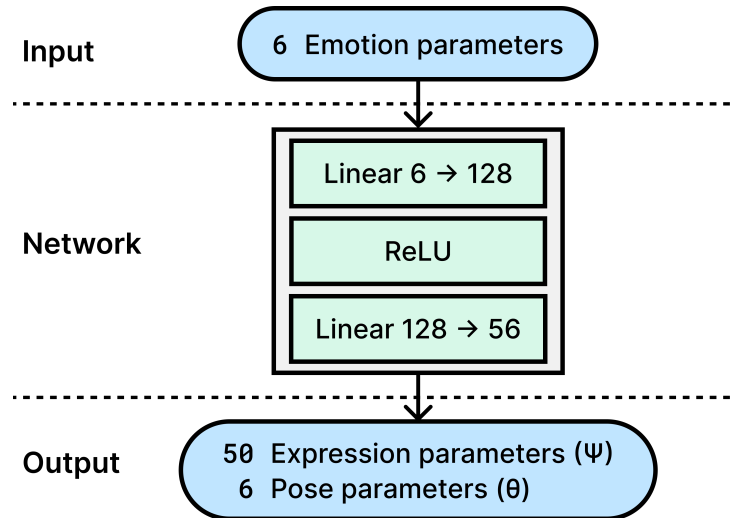 Input
6 Emotion parameters
Network
Linear 6 → 128
ReLU
Linear 128 → 56
Output
50 Expression parameters (Ψ)
6 Pose parameters (θ)